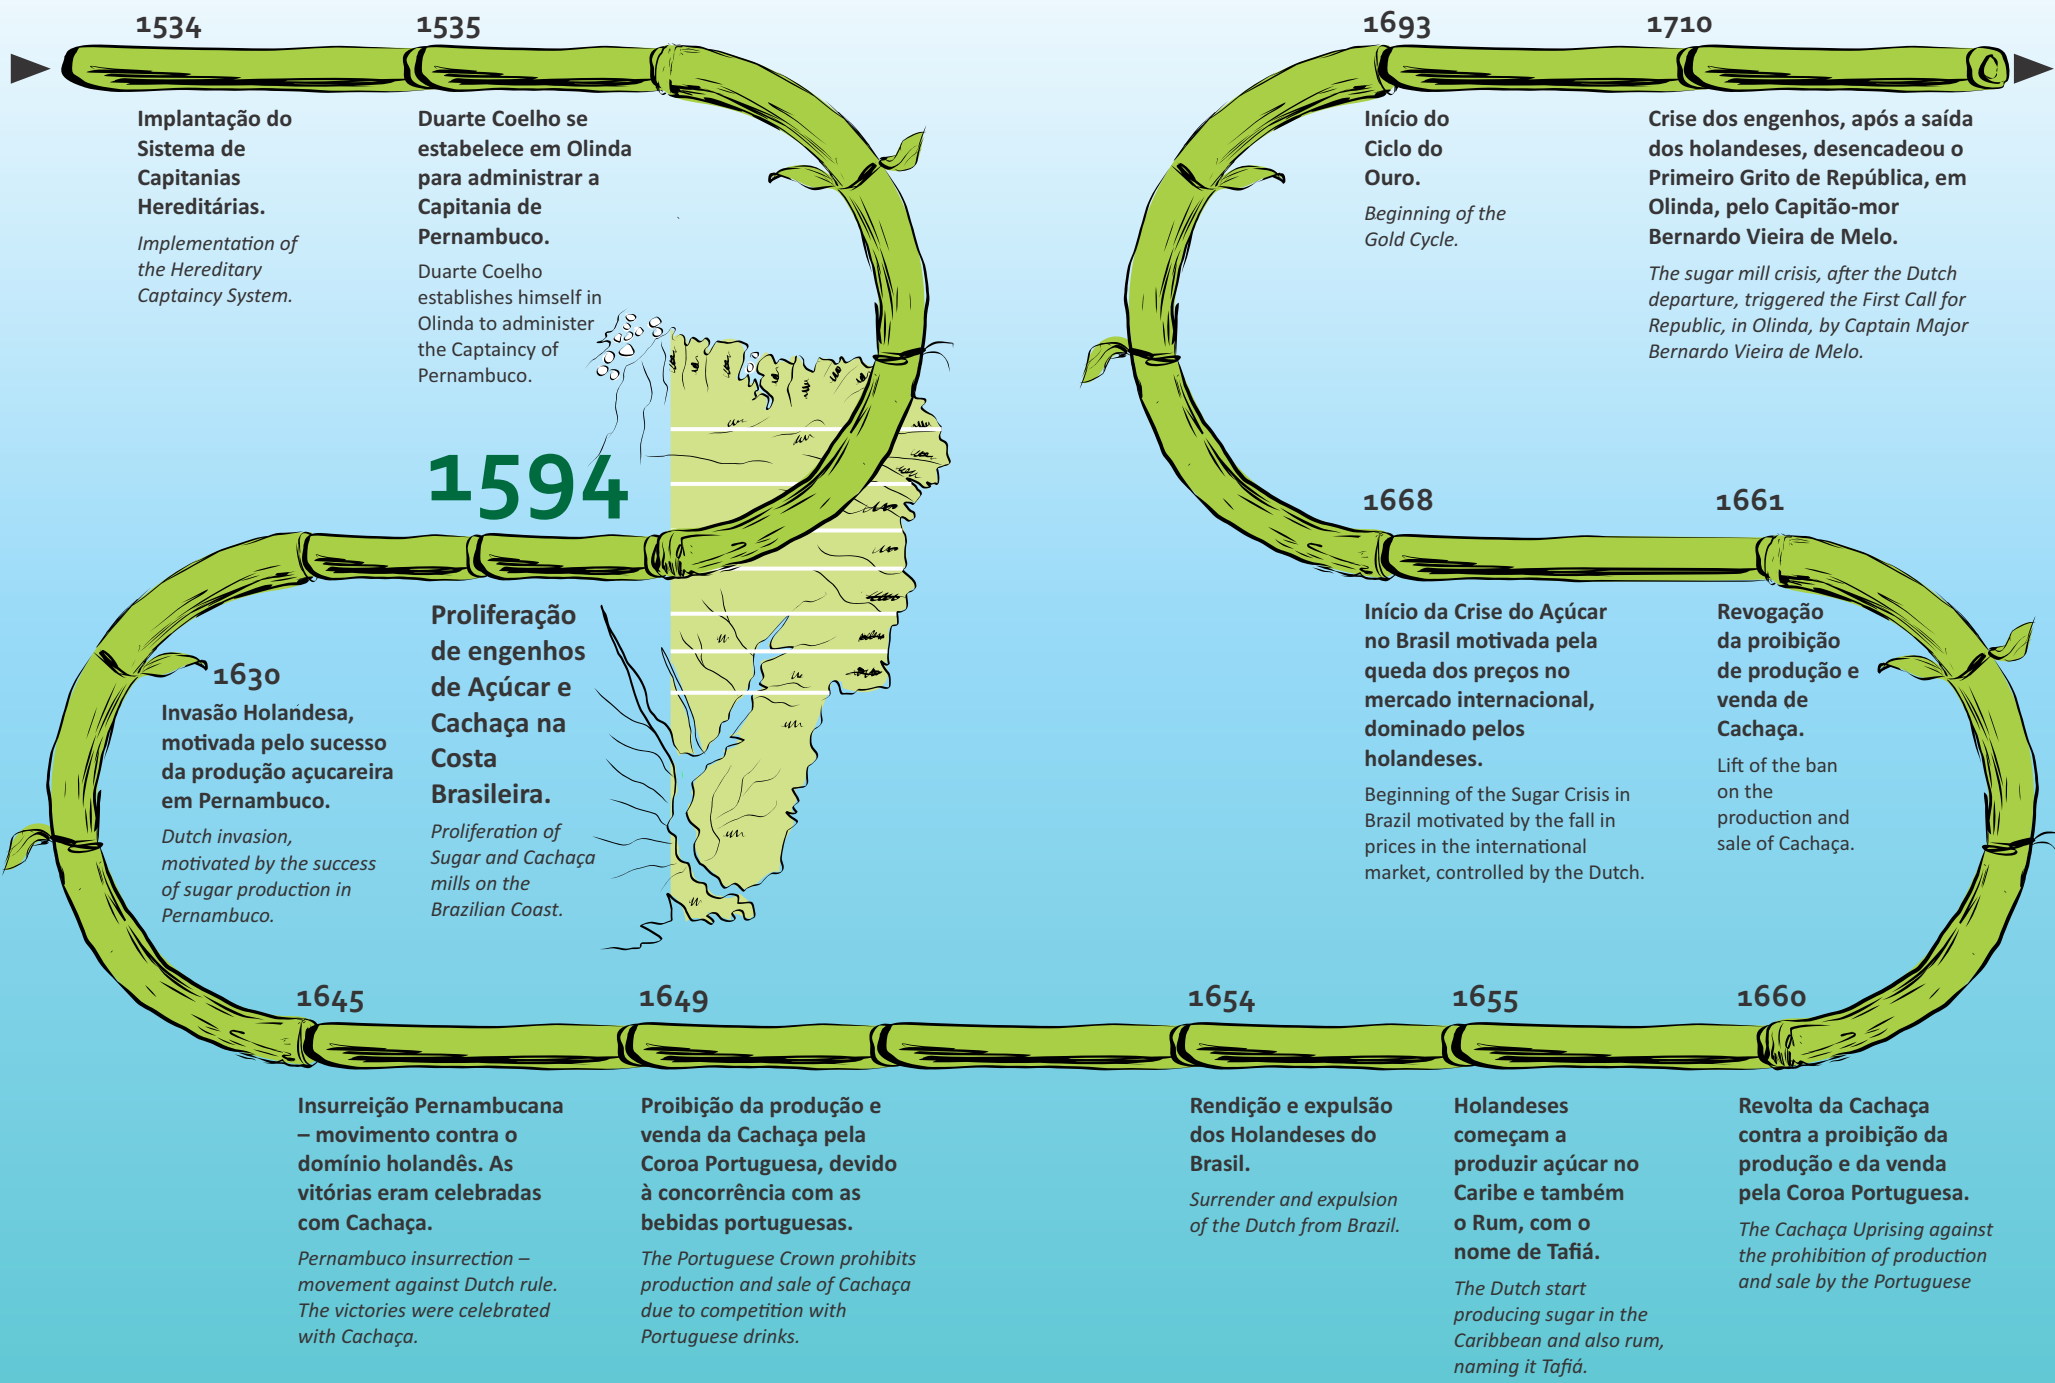 1534
Implantação do
Sistema de
Capitanias
Hereditárias.
Implementation of
the Hereditary
Captaincy System.
1535
Duarte Coelho se
estabelece em Olinda
para administrar a
Capitania de
Pernambuco.
Duarte Coelho
establishes himself in
Olinda to administer
the Captaincy of
Pernambuco.
1594
Proliferação
de engenhos
de Açúcar e
Cachaça na
Costa
Brasileira.
Proliferation of
Sugar and Cachaça
mills on the
Brazilian Coast.
1630
Invasão Holandesa,
motivada pelo sucesso
da produção açucareira
em Pernambuco.
Dutch invasion,
motivated by the success
of sugar production in
Pernambuco.
1645
Insurreição Pernambucana
– movimento contra o
domínio holandês. As
vitórias eram celebradas
com Cachaça.
Pernambuco insurrection –
movement against Dutch rule.
The victories were celebrated
with Cachaça.
1649
Proibição da produção e
venda da Cachaça pela
Coroa Portuguesa, devido
à concorrência com as
bebidas portuguesas.
The Portuguese Crown prohibits
production and sale of Cachaça
due to competition with
Portuguese drinks.
1654
Rendição e expulsão
dos Holandeses do
Brasil.
Surrender and expulsion
of the Dutch from Brazil.
1655
Holandeses
começam a
produzir açúcar no
Caribe e também
o Rum, com o
nome de Tafiá.
The Dutch start
producing sugar in the
Caribbean and also rum,
naming it Tafiá.
1660
Revolta da Cachaça
contra a proibição da
produção e da venda
pela Coroa Portuguesa.
The Cachaça Uprising against
the prohibition of production
and sale by the Portuguese
1661
Revogação
da proibição
de produção e
venda de
Cachaça.
Lift of the ban
on the
production and
sale of Cachaça.
1668
Início da Crise do Açúcar
no Brasil motivada pela
queda dos preços no
mercado internacional,
dominado pelos
holandeses.
Beginning of the Sugar Crisis in
Brazil motivated by the fall in
prices in the international
market, controlled by the Dutch.
1693
Início do
Ciclo do
Ouro.
Beginning of the
Gold Cycle.
1710
Crise dos engenhos, após a saída
dos holandeses, desencadeou o
Primeiro Grito de República, em
Olinda, pelo Capitão-mor
Bernardo Vieira de Melo.
The sugar mill crisis, after the Dutch
departure, triggered the First Call for
Republic, in Olinda, by Captain Major
Bernardo Vieira de Melo.